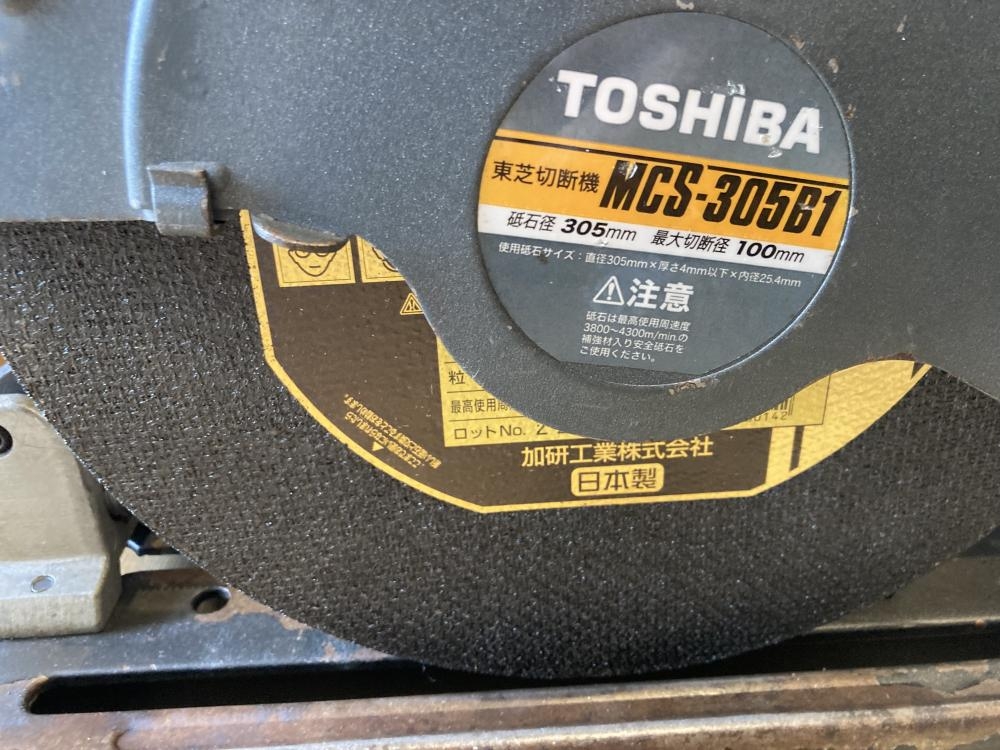 TOSHIBA
東芝切断機 MCS-305B1
砥石径 305mm 最大切断径 100mm
使用砥石サイズ：直径305mm×厚さ4mm以下×内径25.4mm
注意
砥石は最高使用周速度
3800～4300m/min.の
補強材入り安全砥石を
ご使用ください。
粒
最高使用周
ロットNo.
加研工業株式会社
日本製